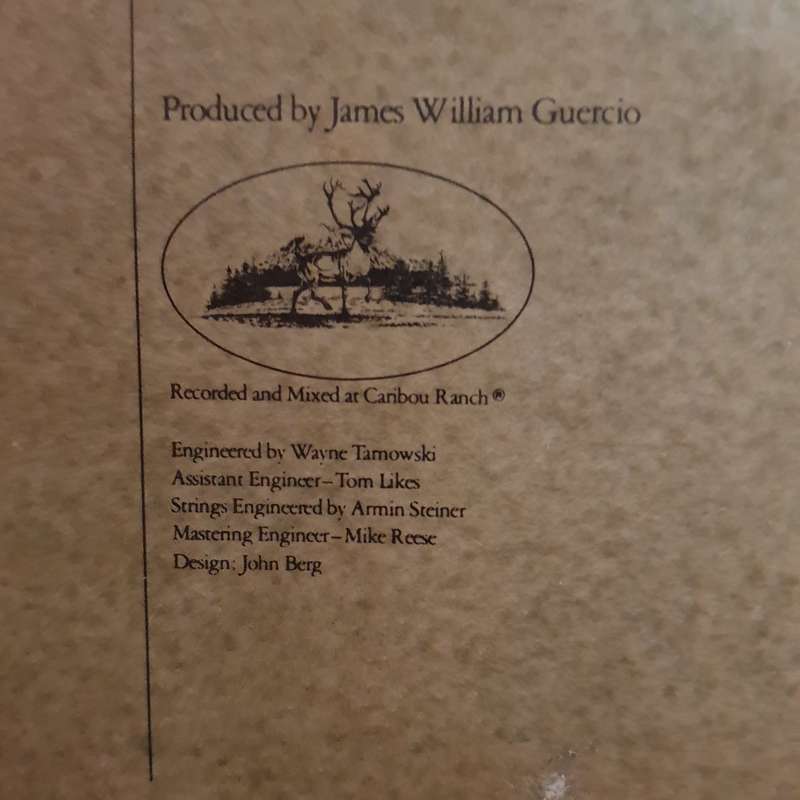 Produced by James William Guercio
Recorded and Mixed at Caribou Ranch®
Engineered by Wayne Tarnowski
Assistant Engineer–Tom Likes
Strings Engineered by Armin Steiner
Mastering Engineer–Mike Reese
Design: John Berg